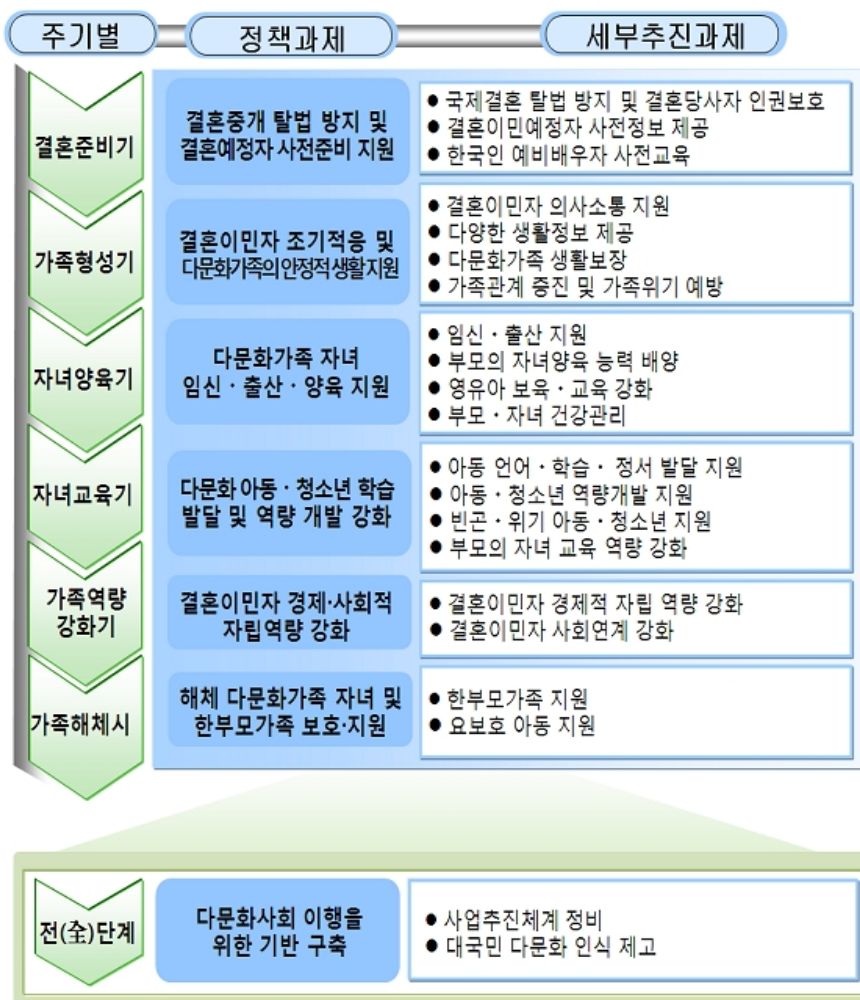 주기별 정책과제 세부추진과제
결혼준비기
결혼중개 탈법 방지 및
결혼예정자 사전준비 지원
● 국제결혼 탈법 방지 및 결혼당사자 인권보호
● 결혼이민예정자 사전정보 제공
● 한국인 예비배우자 사전교육
가족형성기
결혼이민자 조기적응 및
다문화가족의 안정적 생활 지원
● 결혼이민자 의사소통 지원
● 다양한 생활정보 제공
● 다문화가족 생활보장
● 가족관계 증진 및 가족위기 예방
자녀양육기
다문화가족 자녀
임신 · 출산 · 양육 지원
● 임신 · 출산 지원
● 부모의 자녀양육 능력 배양
● 영유아 보육 · 교육 강화
● 부모 · 자녀 건강관리
자녀교육기
다문화 아동 · 청소년 학습
발달 및 역량 개발 강화
● 아동 언어 · 학습 · 정서 발달 지원
● 아동 · 청소년 역량개발 지원
● 빈곤 · 위기 아동 · 청소년 지원
● 부모의 자녀 교육 역량 강화
가족역량
강화기
결혼이민자 경제·사회적
자립역량 강화
● 결혼이민자 경제적 자립 역량 강화
● 결혼이민자 사회연계 강화
가족해체시
해체 다문화가족 자녀 및
한부모가족 보호·지원
● 한부모가족 지원
● 요보호 아동 지원
전(全)단계
다문화사회 이행을
위한 기반 구축
● 사업추진체계 정비
● 대국민 다문화 인식 제고